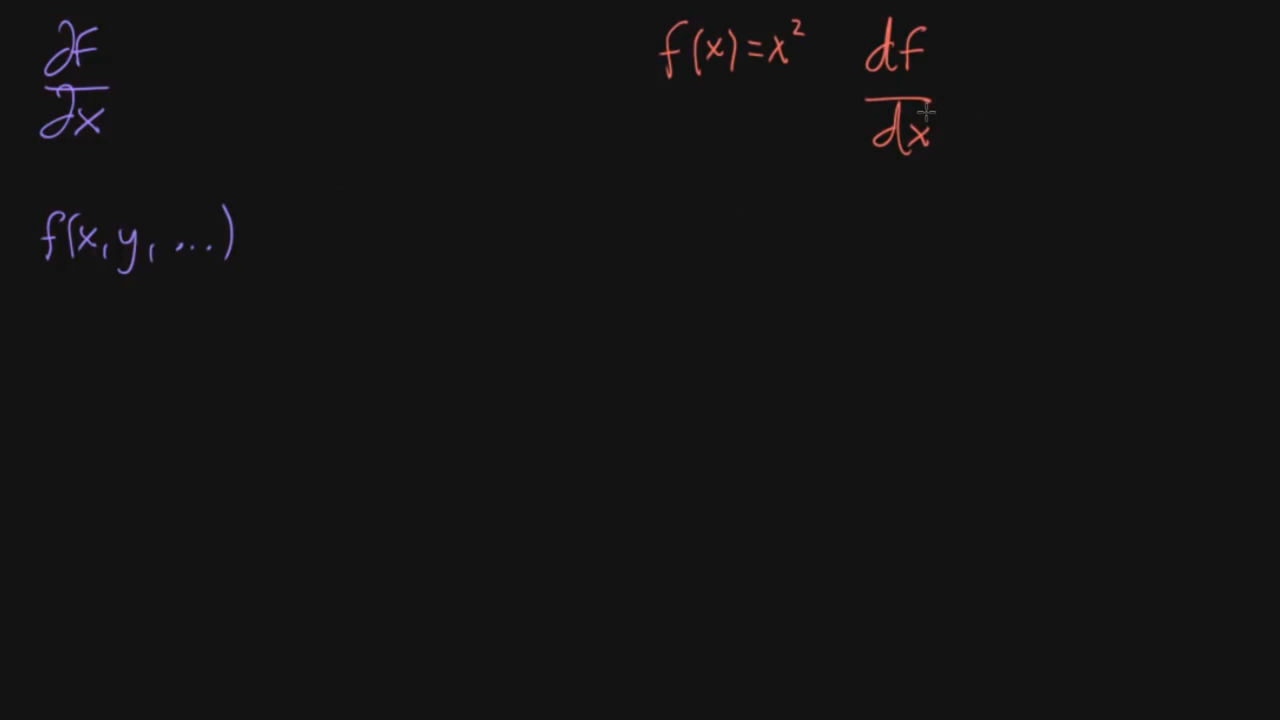 ∂f
∂x
f(x) = x²
df
dx
f(x, y, ...)